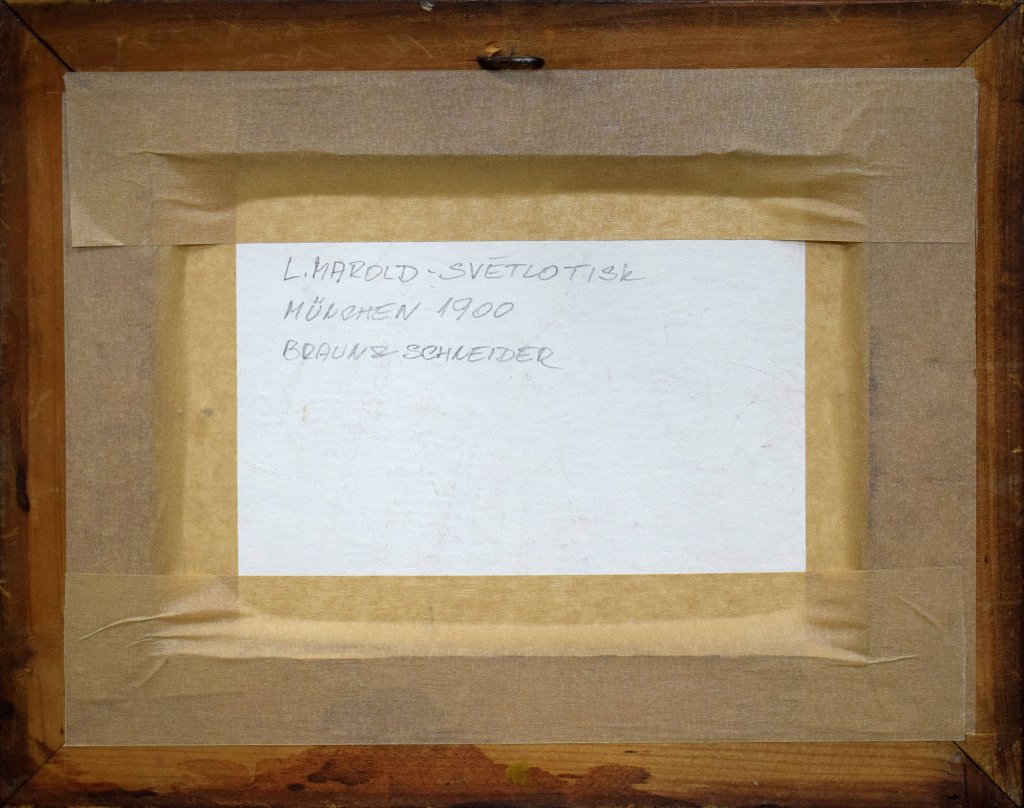 L. MAROLD - SVĚTLOTISK
MÜNCHEN 1900
BRAUN & SCHNEIDER